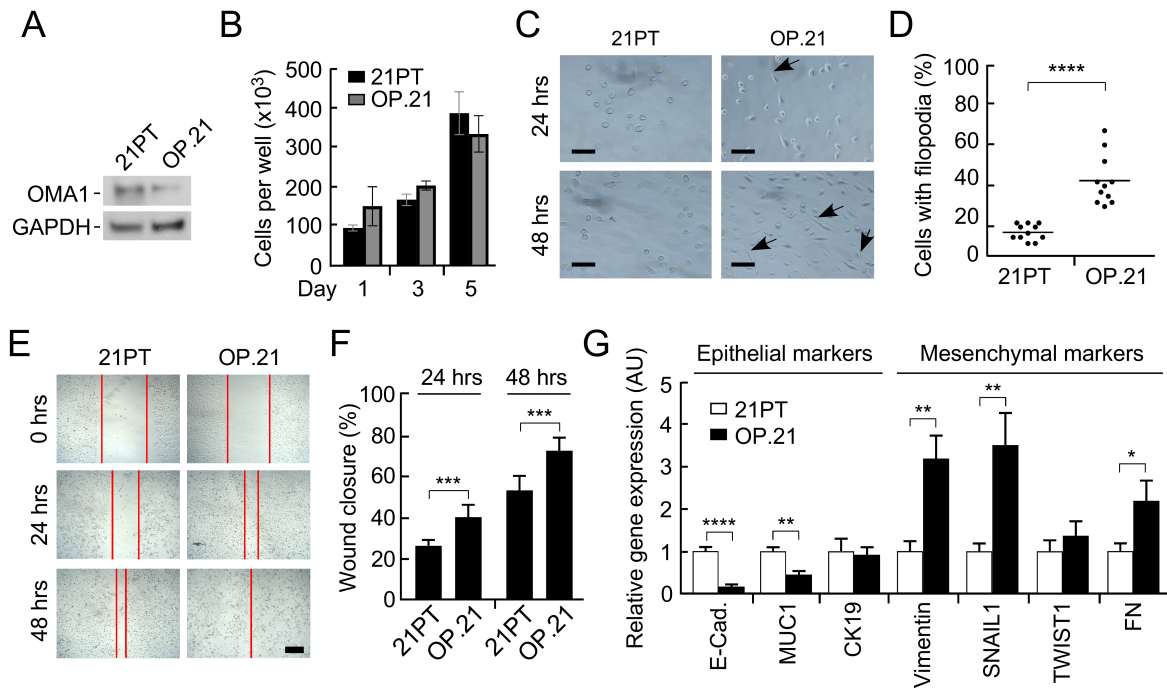 A
21PT
OP.21
OMA1
GAPDH
B
Cells per well (x10³)
500
400
300
200
100
0
21PT
OP.21
Day 1 3 5
C
21PT OP.21
24 hrs
48 hrs
D
Cells with filopodia (%)
100
80
60
40
20
0
****
21PT OP.21
E
21PT OP.21
0 hrs
24 hrs
48 hrs
F
Wound closure (%)
100
80
60
40
20
0
24 hrs 48 hrs
***
***
21PT
OP.21
21PT
OP.21
G
Relative gene expression (AU)
Epithelial markers Mesenchymal markers
5
4
3
2
1
0
21PT
OP.21
****
**
**
**
*
E-Cad.
MUC1
CK19
Vimentin
SNAIL1
TWIST1
FN